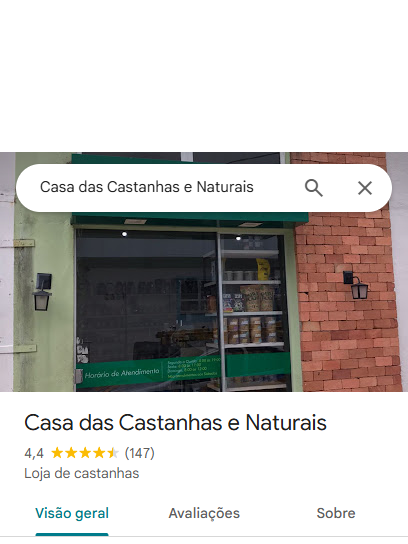 Casa das Castanhas e Naturais
Horário de Atendimento
Casa das Castanhas e Naturais
4,4 (147)
Loja de castanhas
Visão geral Avaliações Sobre